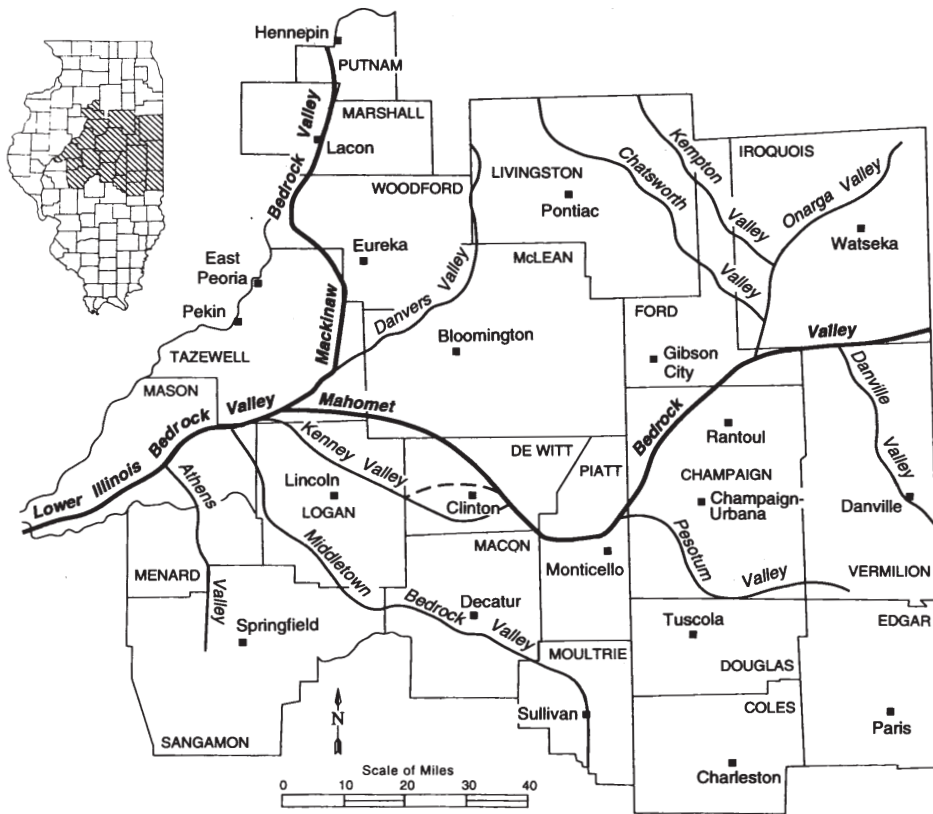 Hennepin
PUTNAM
MARSHALL
Lacon
Bedrock Valley
WOODFORD
LIVINGSTON
Pontiac
Chatsworth
Valley
Kempton
Valley
IROQUOIS
Onarga Valley
Watseka
East
Peoria
Eureka
McLEAN
Pekin
Mackinaw
Danvers Valley
Bloomington
FORD
Gibson
City
Valley
TAZEWELL
MASON
Lower Illinois Bedrock Valley
Mahomet
Bedrock
Rantoul
Danville
Valley
Kenney Valley
DE WITT
PIATT
CHAMPAIGN
Champaign-
Urbana
Danville
Athens
Valley
Lincoln
LOGAN
Clinton
MACON
Monticello
Pesotum
Valley
VERMILION
MENARD
Middletown
Bedrock Valley
Decatur
Springfield
MOULTRIE
Tuscola
DOUGLAS
EDGAR
Sullivan
COLES
Paris
SANGAMON
N
Charleston
Scale of Miles
0 10 20 30 40